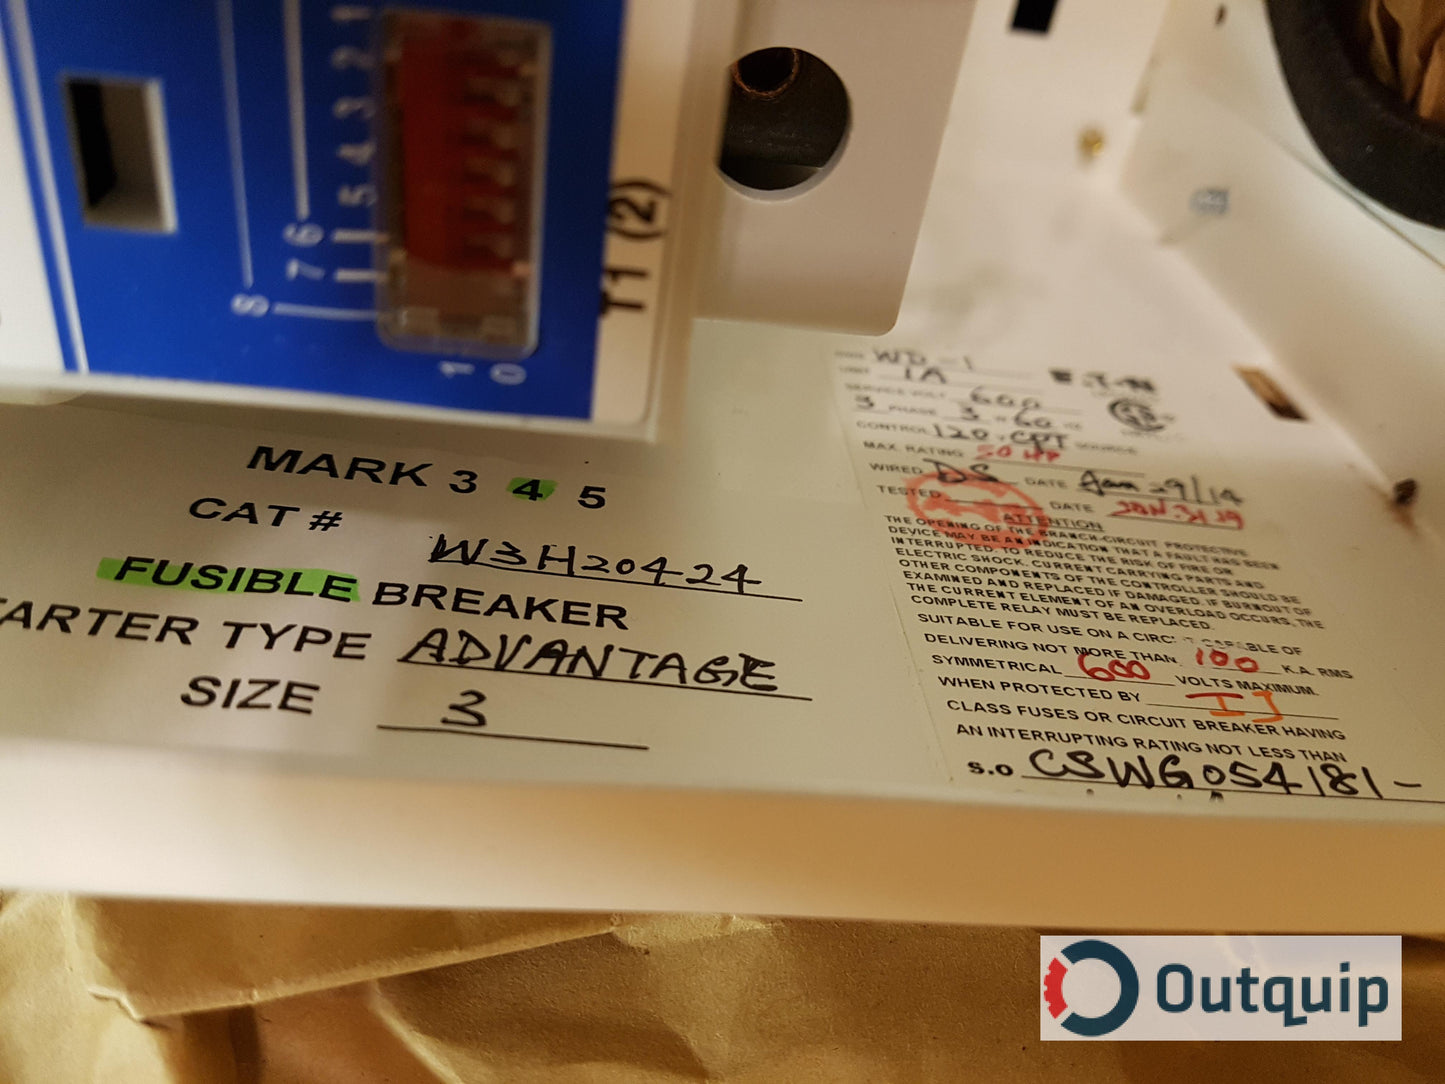 1
2
3
4
5
6
7
8
1
0
T1 (2)
MARK 3 4 5
CAT # W3H20424
FUSIBLE BREAKER
ARTER TYPE ADVANTAGE
SIZE 3
WD-1
UNIT 1A
SERVICE VOLT 600
3 PHASE 3 W 60 HZ
CONTROL 120 V CPT SOURCE
MAX. RATING 50 HP
WIRED DS DATE Jan 29/14
TESTED DATE
ATTENTION
THE OPENING OF THE BRANCH-CIRCUIT PROTECTIVE
DEVICE MAY BE AN INDICATION THAT A FAULT HAS BEEN
INTERRUPTED. TO REDUCE THE RISK OF FIRE OR
ELECTRIC SHOCK, CURRENT CARRYING PARTS AND
OTHER COMPONENTS OF THE CONTROLLER SHOULD BE
EXAMINED AND REPLACED IF DAMAGED. IF BURNOUT OF
THE CURRENT ELEMENT OF AN OVERLOAD OCCURS, THE
COMPLETE RELAY MUST BE REPLACED.
SUITABLE FOR USE ON A CIRC CAPABLE OF
DELIVERING NOT MORE THAN 100 K.A. RMS
SYMMETRICAL 600 VOLTS MAXIMUM.
WHEN PROTECTED BY IJ
CLASS FUSES OR CIRCUIT BREAKER HAVING
AN INTERRUPTING RATING NOT LESS THAN
S.O CSWG054181-
Outquip